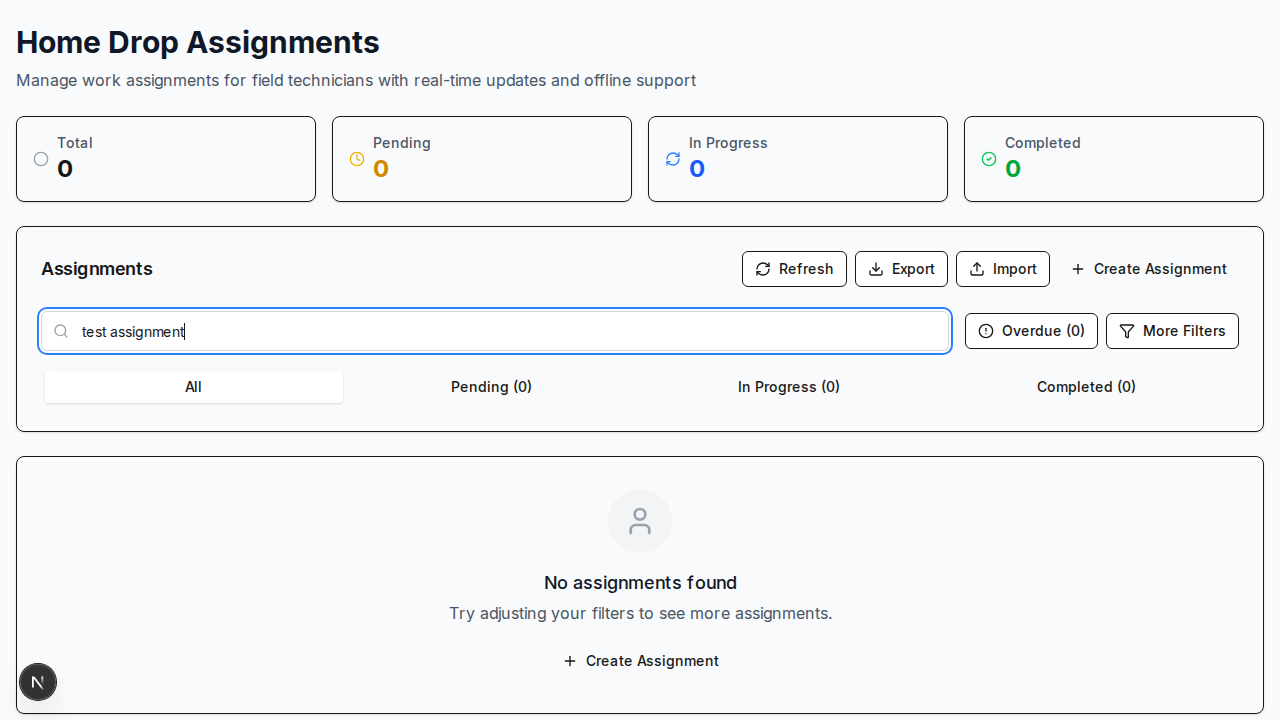 Home Drop Assignments
Manage work assignments for field technicians with real-time updates and offline support
Total
0
Pending
0
In Progress
0
Completed
0
Assignments
Refresh
Export
Import
Create Assignment
test assignment
Overdue (0)
More Filters
All
Pending (0)
In Progress (0)
Completed (0)
No assignments found
Try adjusting your filters to see more assignments.
Create Assignment
N